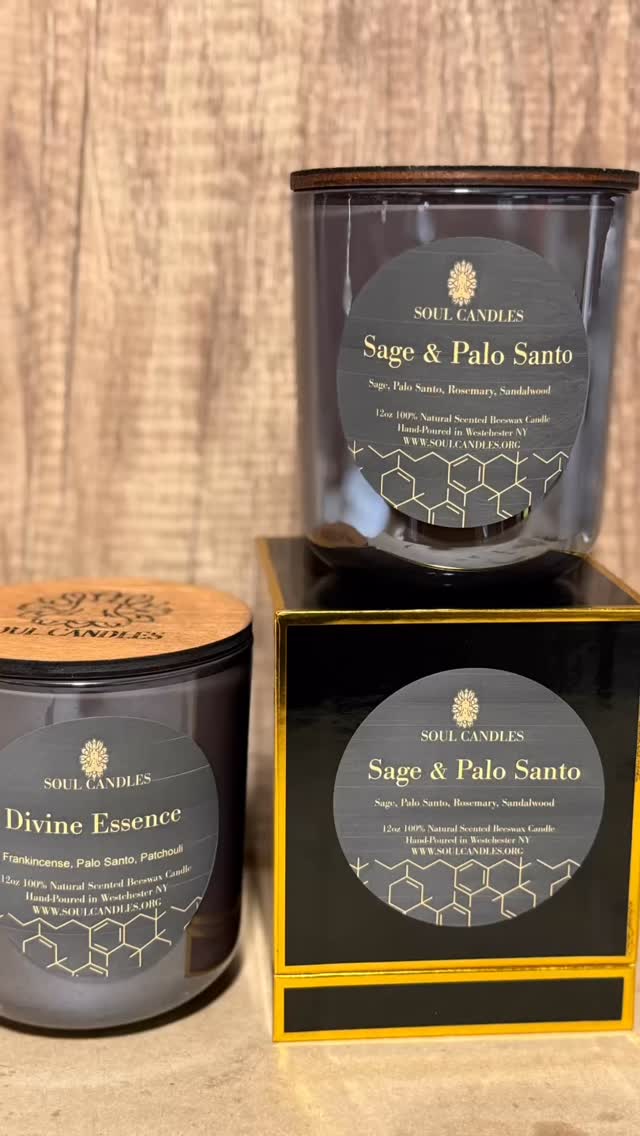 SOUL CANDLES
Sage & Palo Santo
Sage, Palo Santo, Rosemary, Sandalwood
12oz 100% Natural Scented Beeswax Candle
Hand-Poured in Westchester NY
WWW.SOULCANDLES.ORG
OUL CANDLES
SOUL CANDLES
Divine Essence
Frankincense, Palo Santo, Patchouli
12oz 100% Natural Scented Beeswax Candle
Hand-Poured in Westchester NY
WWW.SOULCANDLES.ORG
SOUL CANDLES
Sage & Palo Santo
Sage, Palo Santo, Rosemary, Sandalwood
12oz 100% Natural Scented Beeswax Candle
Hand-Poured in Westchester NY
WWW.SOULCANDLES.ORG